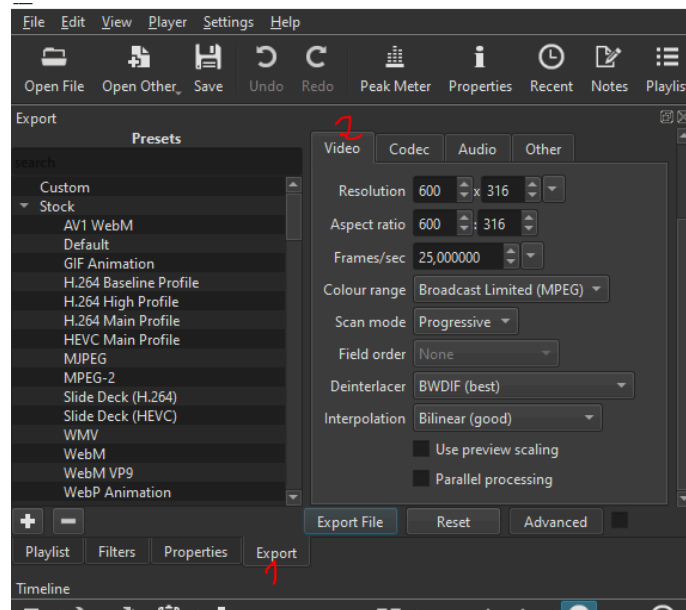 File Edit View Player Settings Help
Open File Open Other Save Undo Redo Peak Meter Properties Recent Notes Playlis
Export
Presets
search
Custom
Stock
AV1 WebM
Default
GIF Animation
H.264 Baseline Profile
H.264 High Profile
H.264 Main Profile
HEVC Main Profile
MJPEG
MPEG-2
Slide Deck (H.264)
Slide Deck (HEVC)
WMV
WebM
WebM VP9
WebP Animation
2
Video Codec Audio Other
Resolution 600 x 316
Aspect ratio 600 : 316
Frames/sec 25,000000
Colour range Broadcast Limited (MPEG)
Scan mode Progressive
Field order None
Deinterlacer BWDIF (best)
Interpolation Bilinear (good)
Use preview scaling
Parallel processing
Export File Reset Advanced
Playlist Filters Properties Export
1
Timeline